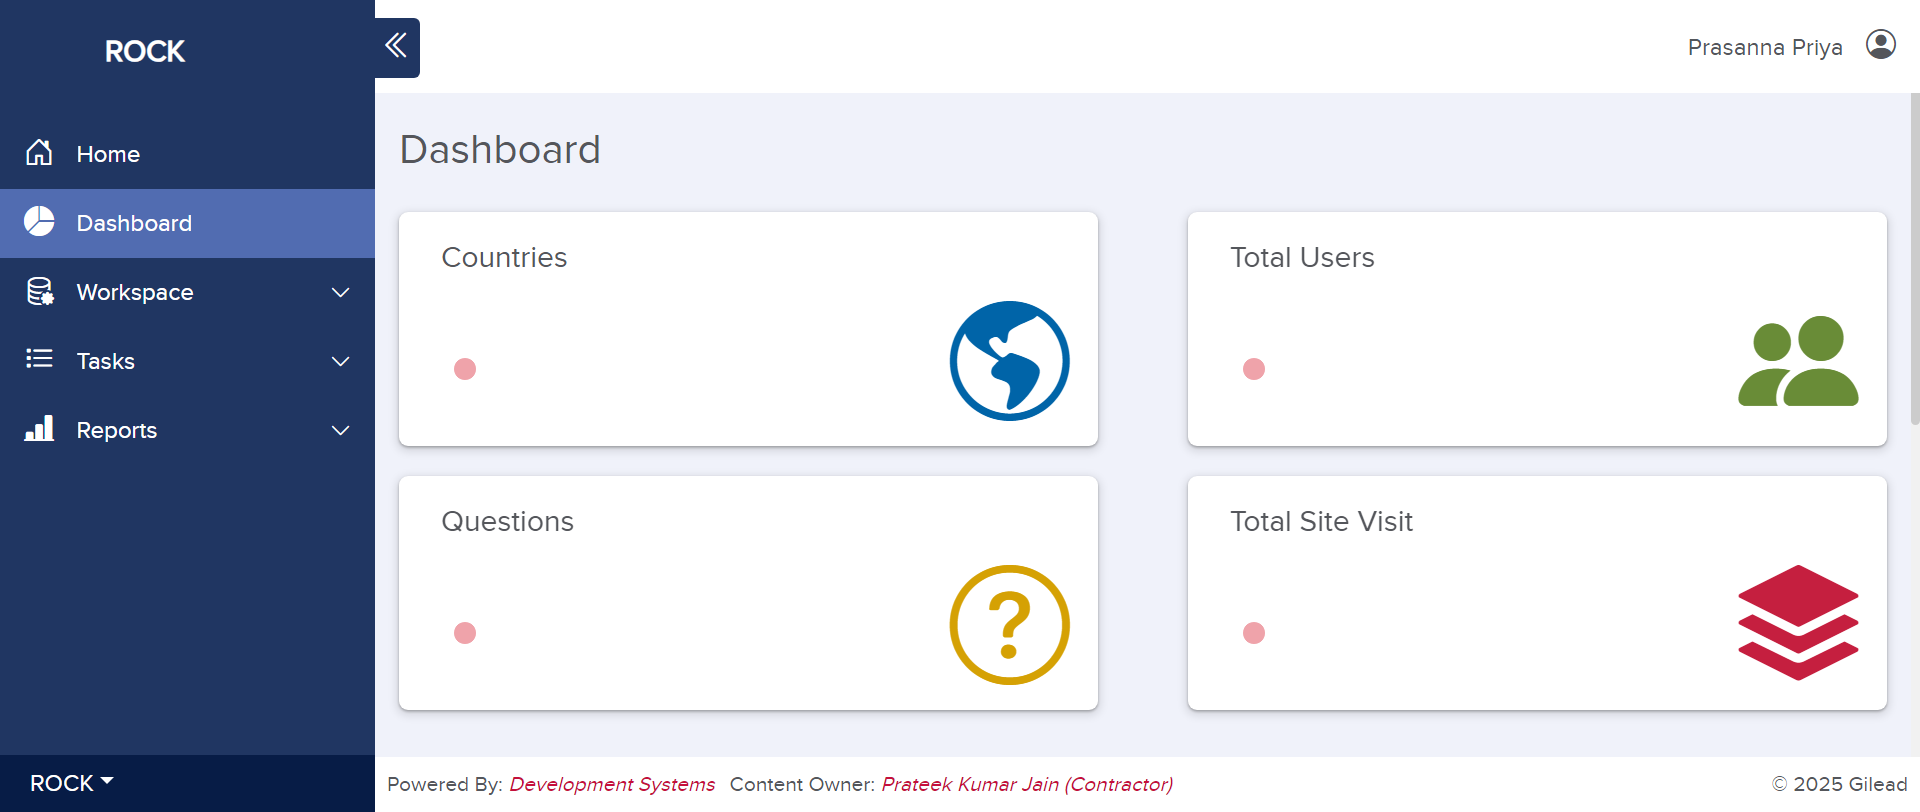 ROCK
Prasanna Priya
Home
Dashboard
Workspace
Tasks
Reports
ROCK
Dashboard
Countries
Total Users
Questions
?
Total Site Visit
Powered By: Development Systems Content Owner: Prateek Kumar Jain (Contractor)
© 2025 Gilead